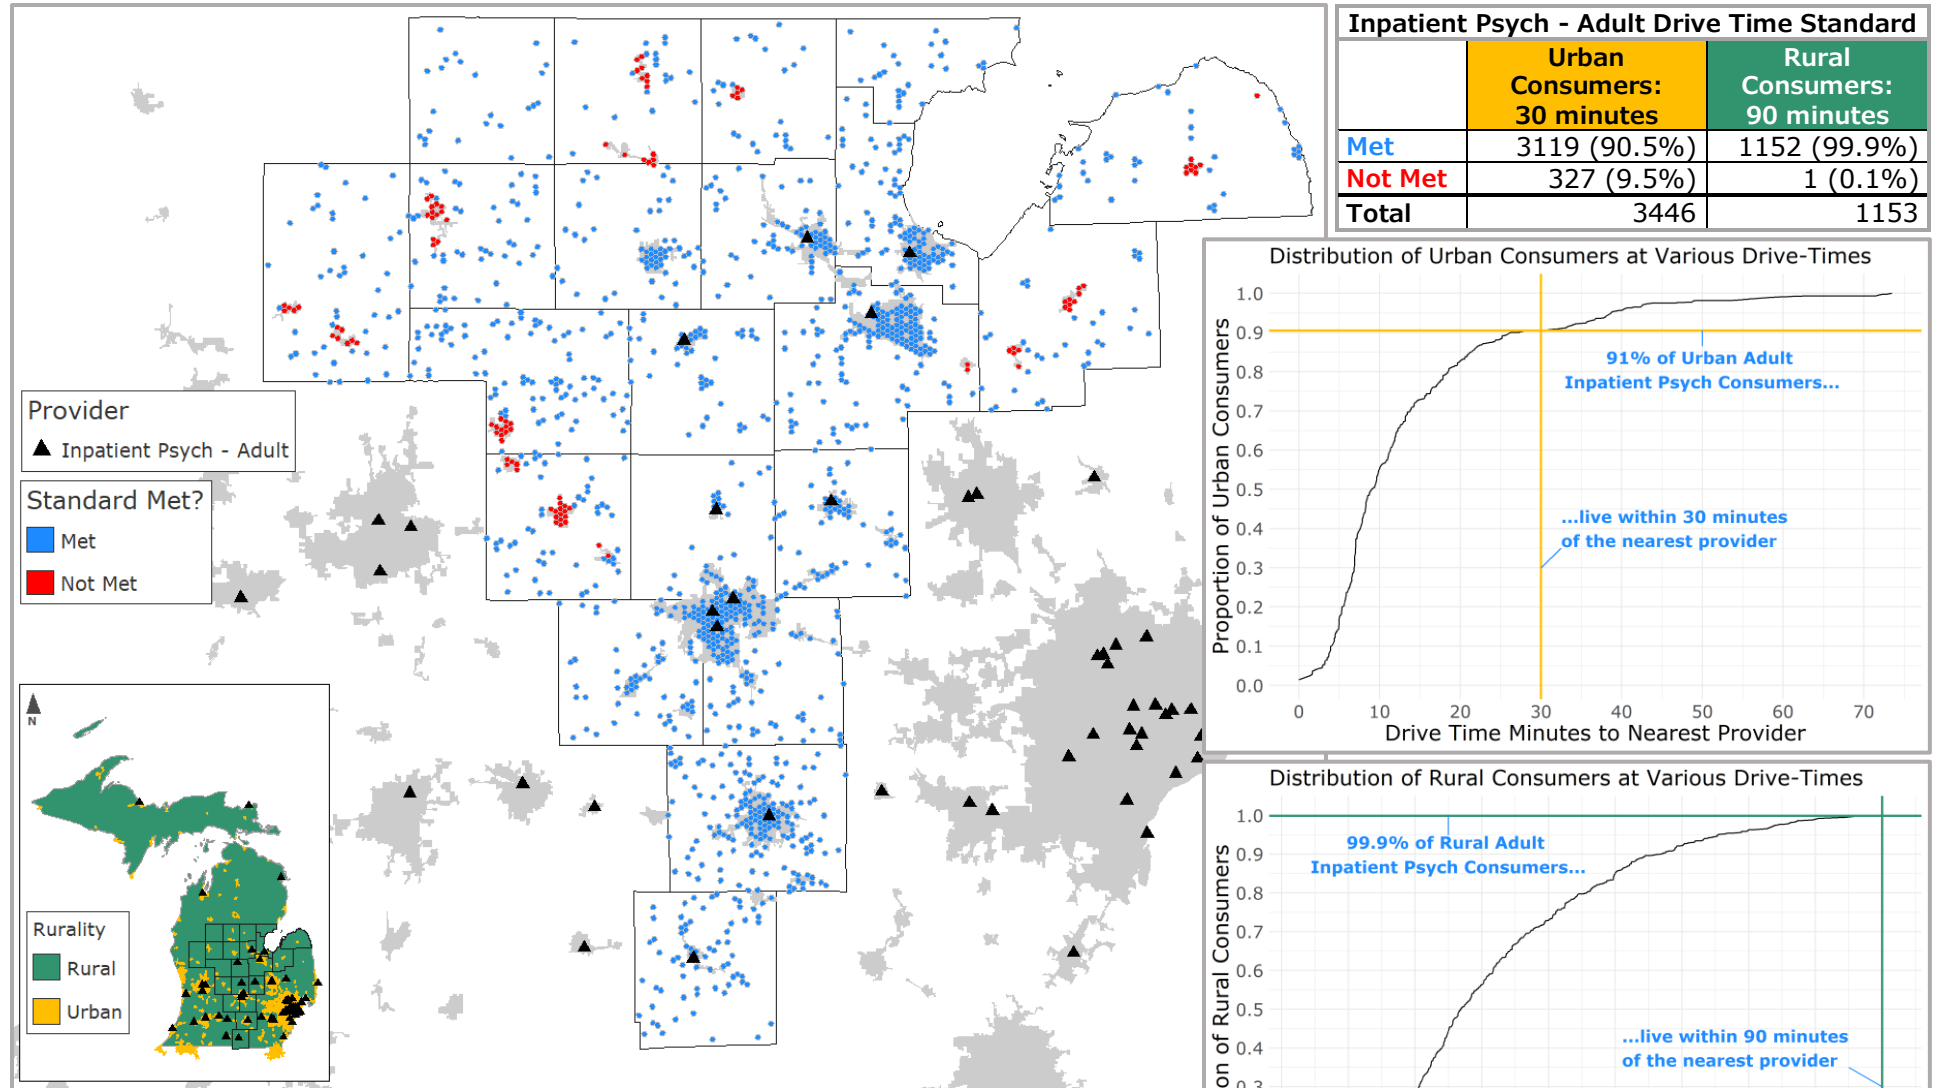 Inpatient Psych - Adult Drive Time Standard
Urban Consumers: 30 minutes
Rural Consumers: 90 minutes
Met 3119 (90.5%) 1152 (99.9%)
Not Met 327 (9.5%) 1 (0.1%)
Total 3446 1153
Distribution of Urban Consumers at Various Drive-Times
Proportion of Urban Consumers
1.0
0.9
0.8
0.7
0.6
0.5
0.4
0.3
0.2
0.1
0.0
91% of Urban Adult
Inpatient Psych Consumers...
...live within 30 minutes
of the nearest provider
0 10 20 30 40 50 60 70
Drive Time Minutes to Nearest Provider
Provider
Inpatient Psych - Adult
Standard Met?
Met
Not Met
N
Rurality
Rural
Urban
Distribution of Rural Consumers at Various Drive-Times
on of Rural Consumers
1.0
0.9
0.8
0.7
0.6
0.5
0.4
0.3
99.9% of Rural Adult
Inpatient Psych Consumers...
...live within 90 minutes
of the nearest provider